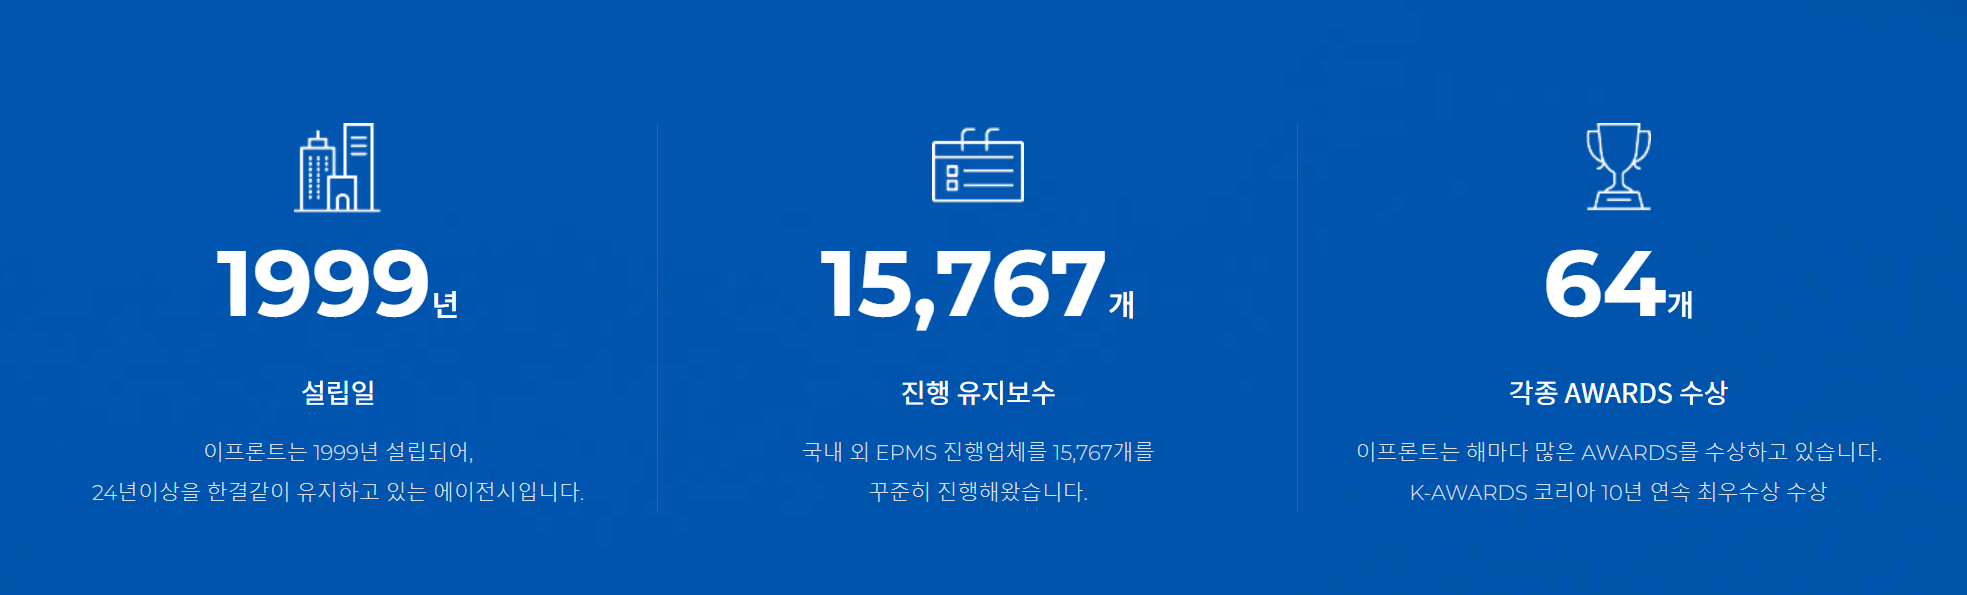 1999년
설립일
이프론트는 1999년 설립되어,
24년이상을 한결같이 유지하고 있는 에이전시입니다.
15,767개
진행 유지보수
국내 외 EPMS 진행업체를 15,767개를
꾸준히 진행해왔습니다.
64개
각종 AWARDS 수상
이프론트는 해마다 많은 AWARDS를 수상하고 있습니다.
K-AWARDS 코리아 10년 연속 최우수상 수상